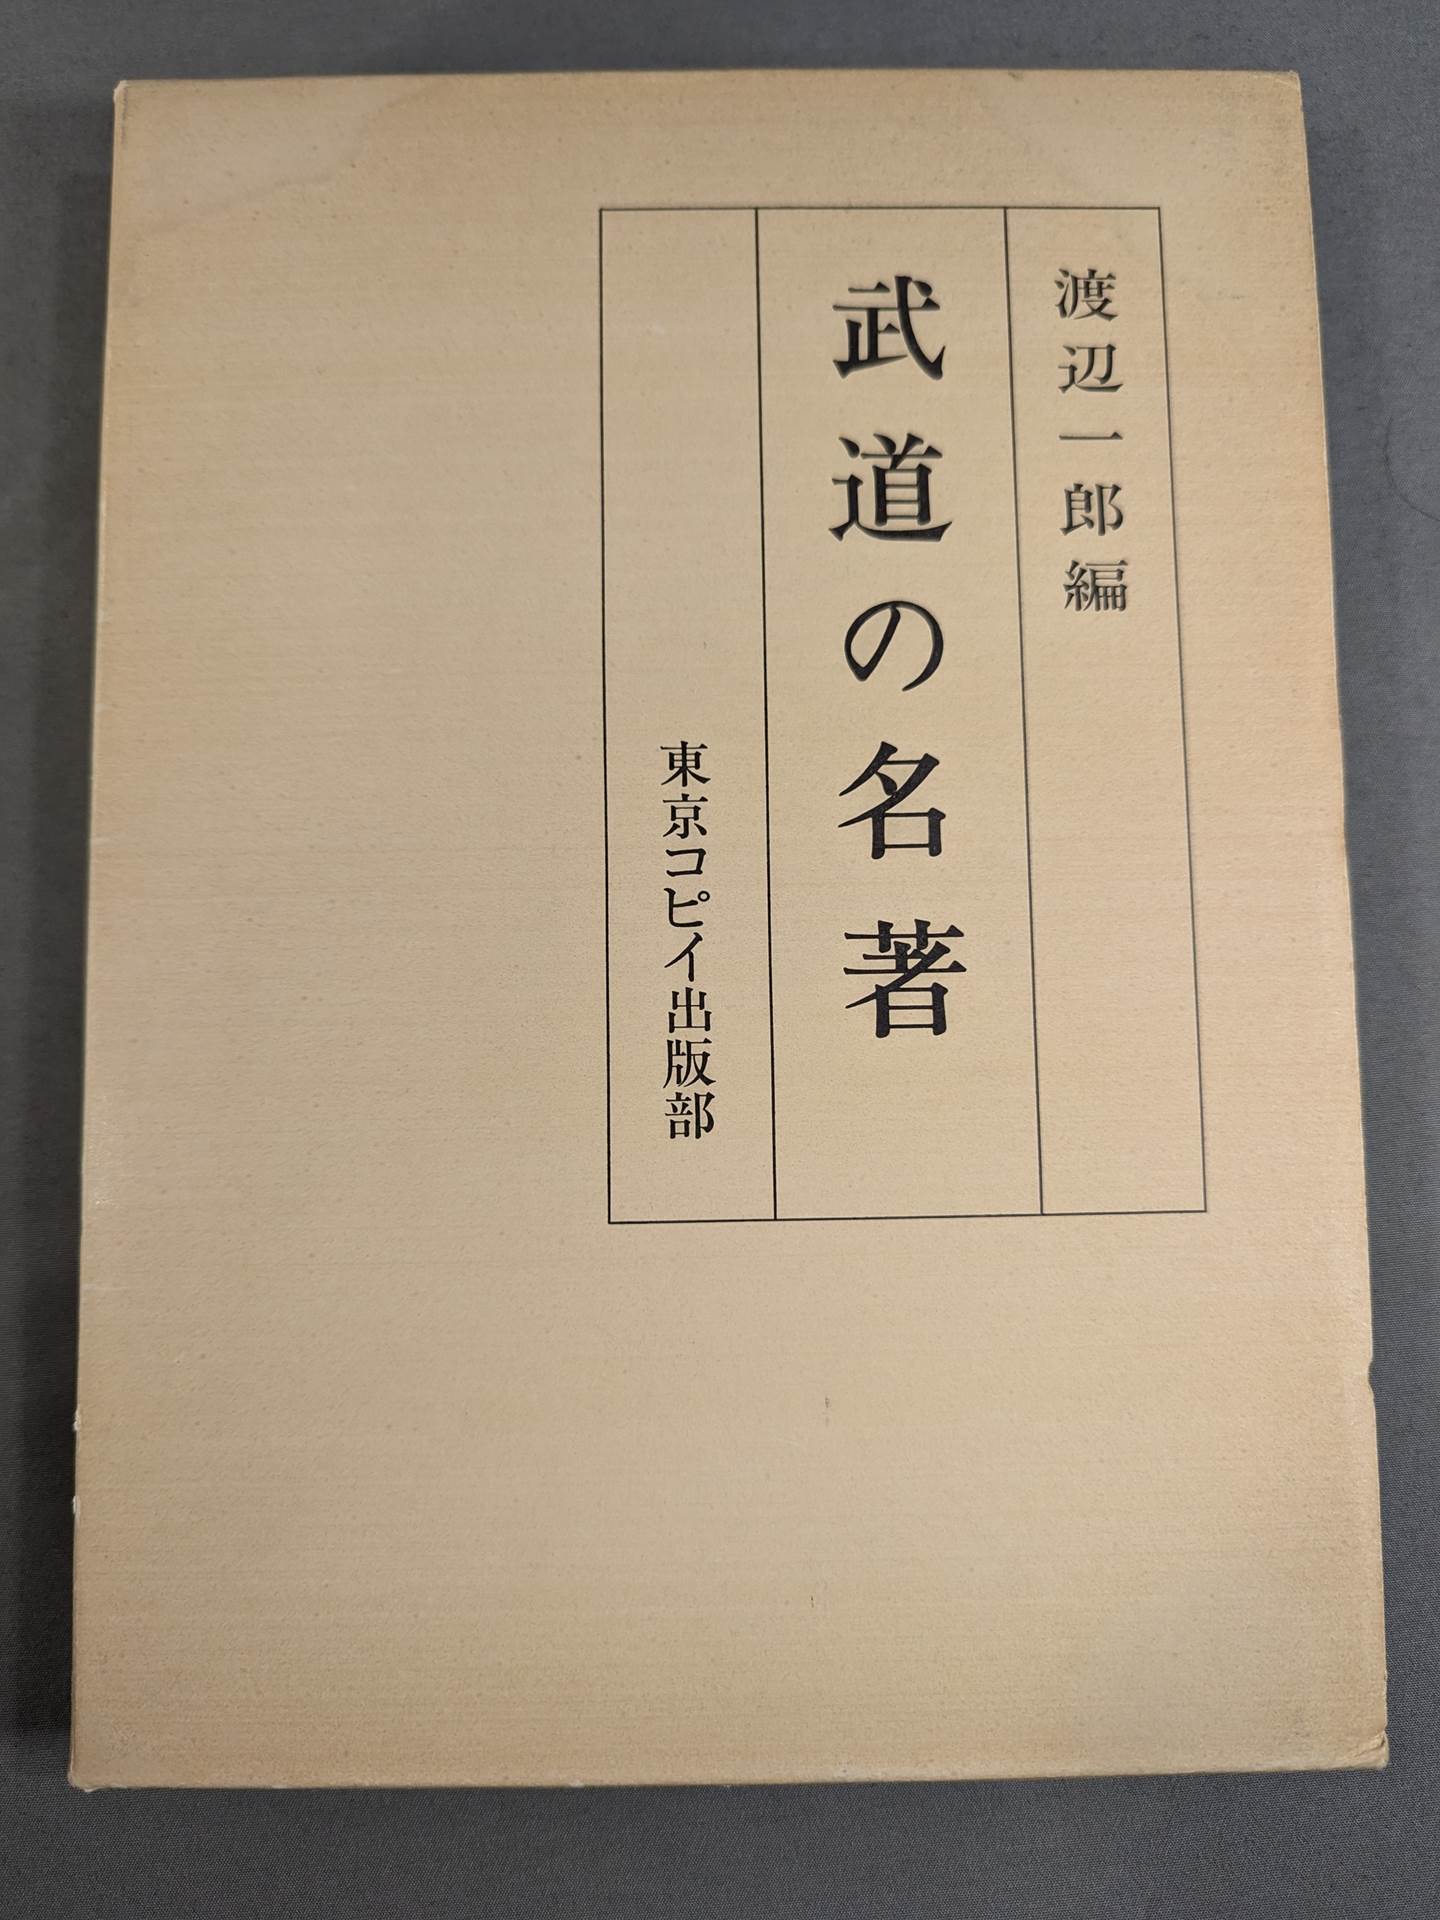 渡辺一郎編
武道の名著
東京コピイ出版部